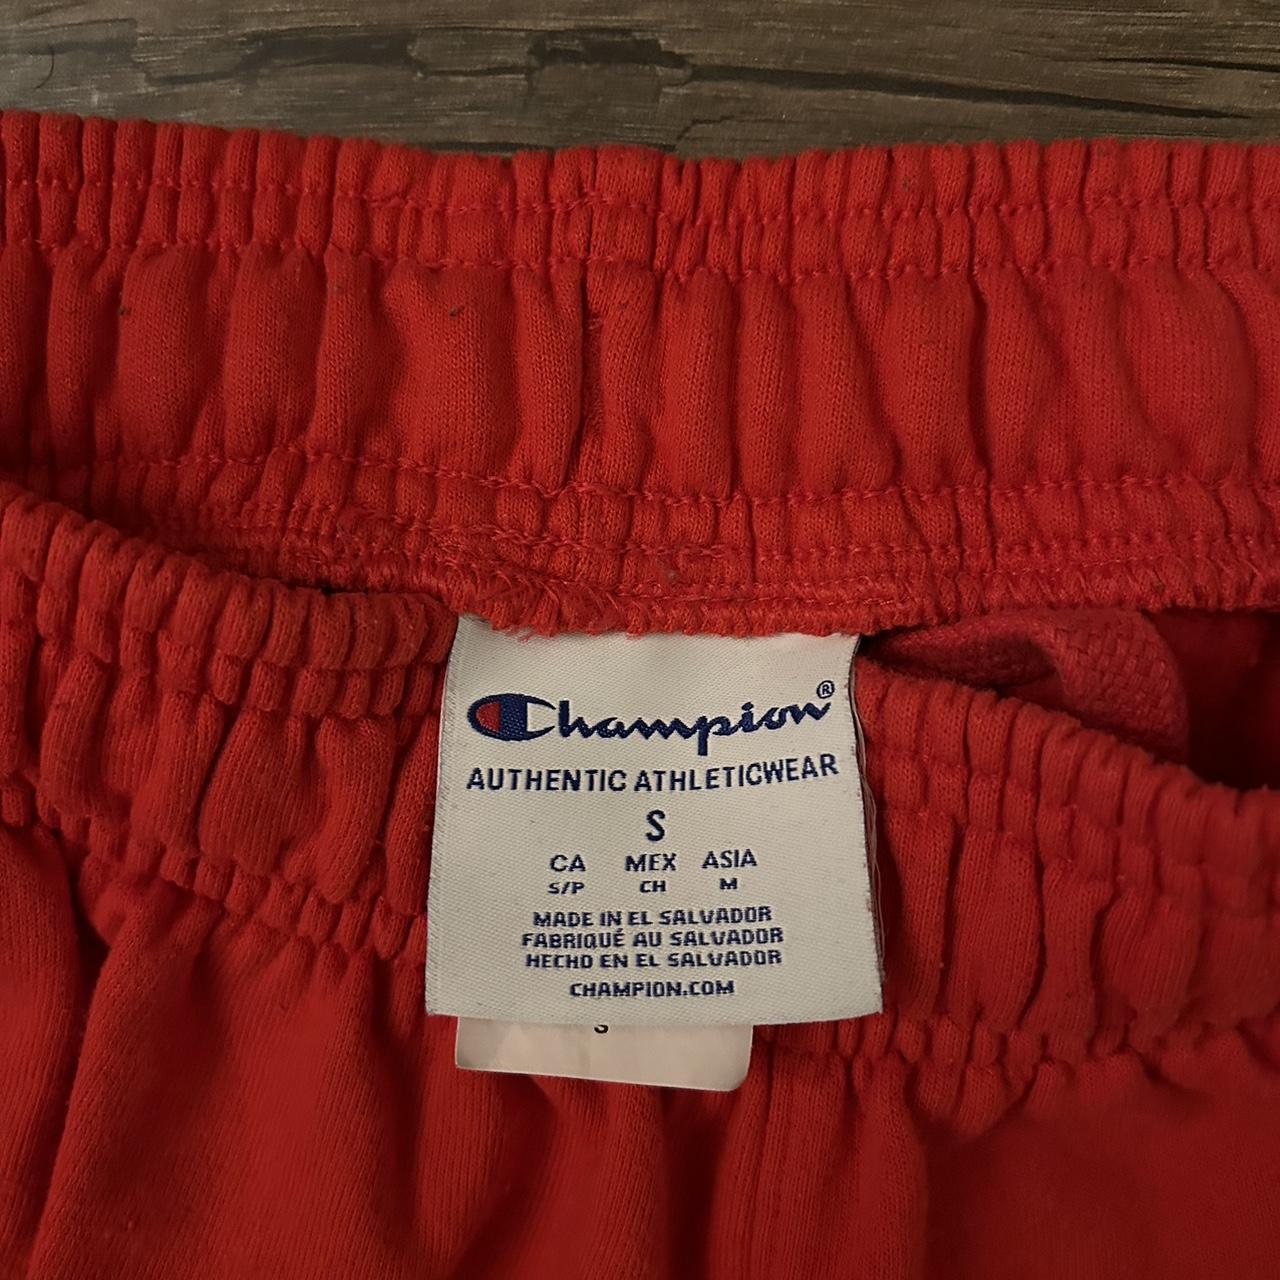 Champion®
AUTHENTIC ATHLETICWEAR
S
CA MEX ASIA
S/P CH M
MADE IN EL SALVADOR
FABRIQUÉ AU SALVADOR
HECHO EN EL SALVADOR
CHAMPION.COM
S